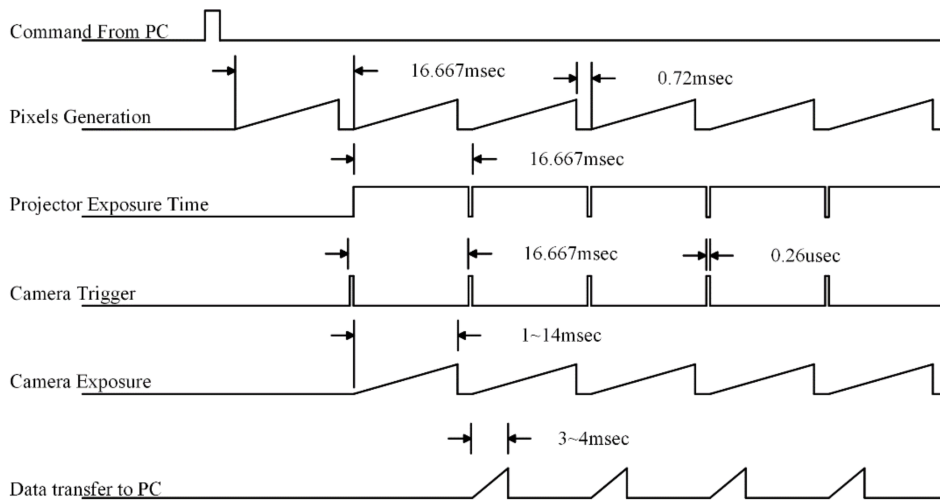 Command From PC
16.667msec
0.72msec
Pixels Generation
16.667msec
Projector Exposure Time
16.667msec
0.26usec
Camera Trigger
1~14msec
Camera Exposure
3~4msec
Data transfer to PC